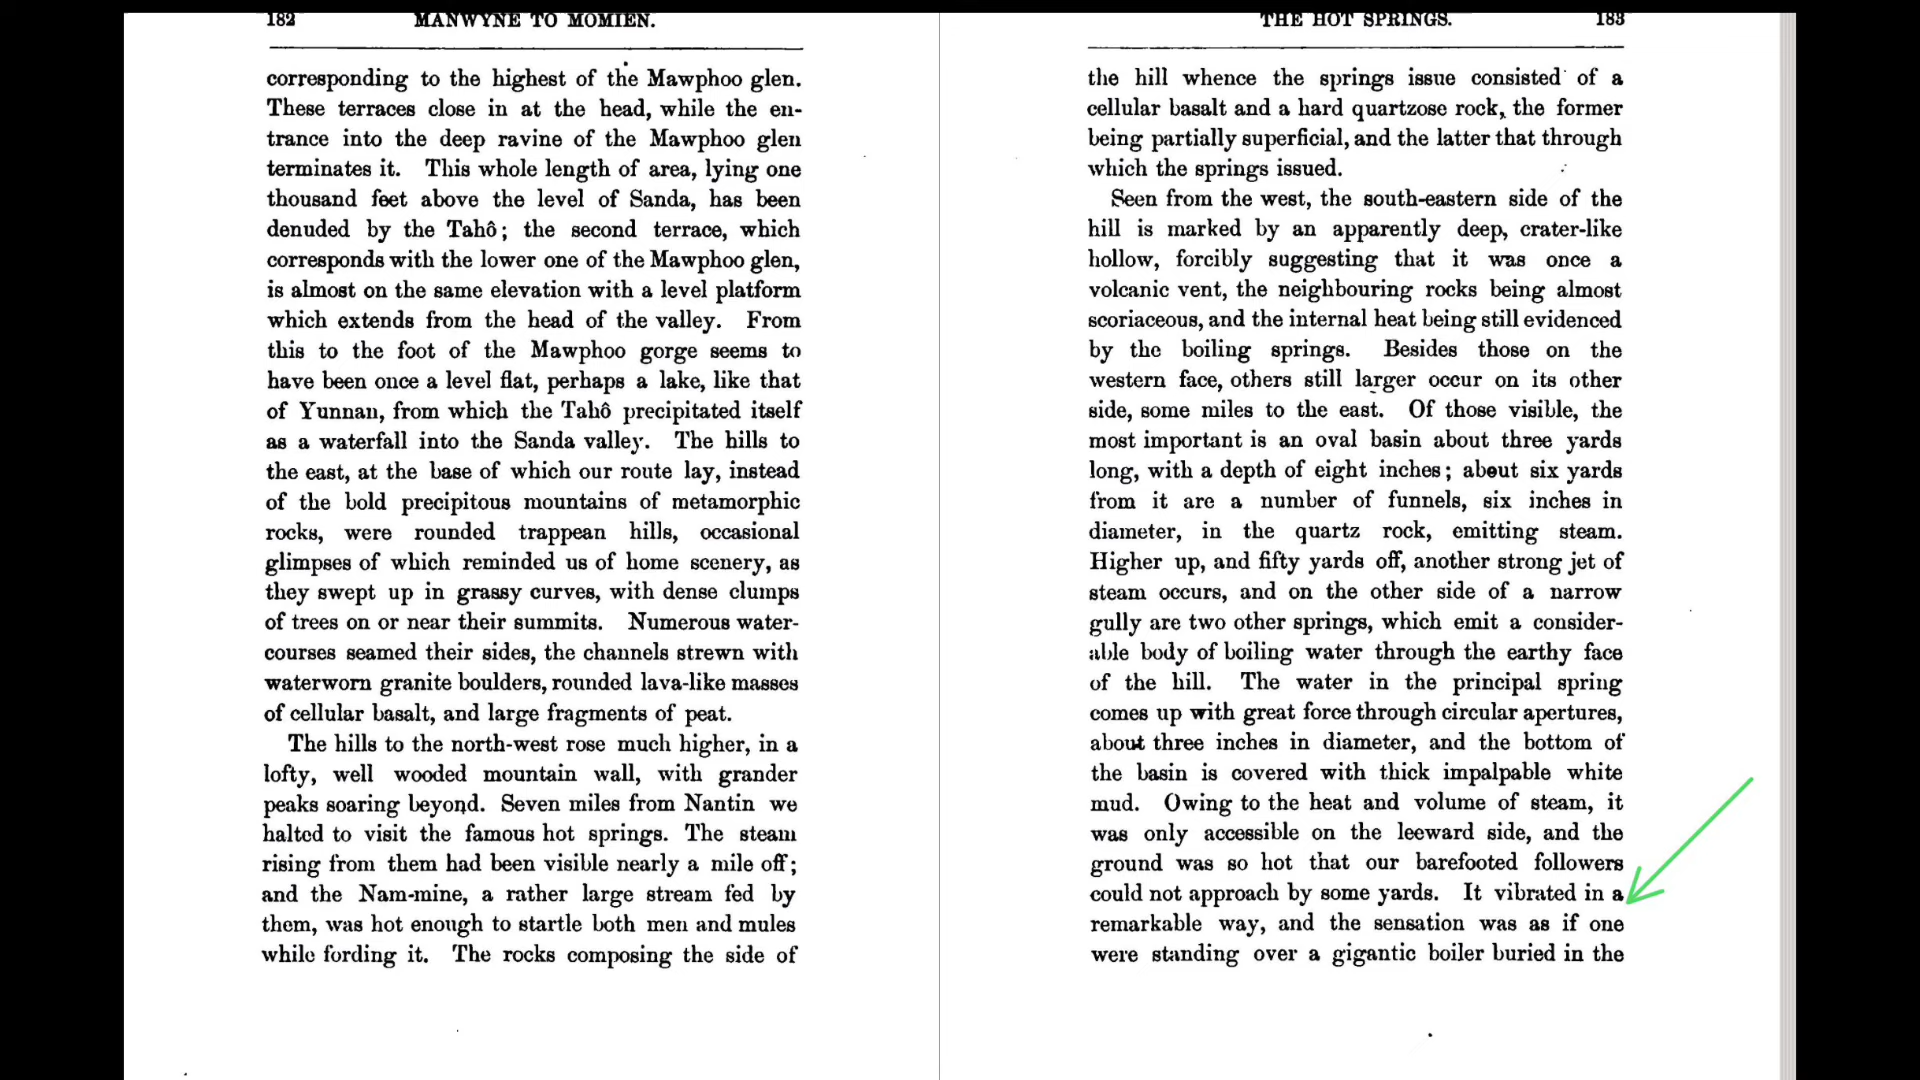 182 MANWYNE TO MOMIEN.
corresponding to the highest of the Mawphoo glen.
These terraces close in at the head, while the en-
trance into the deep ravine of the Mawphoo glen
terminates it. This whole length of area, lying one
thousand feet above the level of Sanda, has been
denuded by the Tahô; the second terrace, which
corresponds with the lower one of the Mawphoo glen,
is almost on the same elevation with a level platform
which extends from the head of the valley. From
this to the foot of the Mawphoo gorge seems to
have been once a level flat, perhaps a lake, like that
of Yunnan, from which the Tahô precipitated itself
as a waterfall into the Sanda valley. The hills to
the east, at the base of which our route lay, instead
of the bold precipitous mountains of metamorphic
rocks, were rounded trappean hills, occasional
glimpses of which reminded us of home scenery, as
they swept up in grassy curves, with dense clumps
of trees on or near their summits. Numerous water-
courses seamed their sides, the channels strewn with
waterworn granite boulders, rounded lava-like masses
of cellular basalt, and large fragments of peat.
The hills to the north-west rose much higher, in a
lofty, well wooded mountain wall, with grander
peaks soaring beyond. Seven miles from Nantin we
halted to visit the famous hot springs. The steam
rising from them had been visible nearly a mile off;
and the Nam-mine, a rather large stream fed by
them, was hot enough to startle both men and mules
while fording it. The rocks composing the side of
THE HOT SPRINGS. 183
the hill whence the springs issue consisted of a
cellular basalt and a hard quartzose rock, the former
being partially superficial, and the latter that through
which the springs issued.
Seen from the west, the south-eastern side of the
hill is marked by an apparently deep, crater-like
hollow, forcibly suggesting that it was once a
volcanic vent, the neighbouring rocks being almost
scoriaceous, and the internal heat being still evidenced
by the boiling springs. Besides those on the
western face, others still larger occur on its other
side, some miles to the east. Of those visible, the
most important is an oval basin about three yards
long, with a depth of eight inches; about six yards
from it are a number of funnels, six inches in
diameter, in the quartz rock, emitting steam.
Higher up, and fifty yards off, another strong jet of
steam occurs, and on the other side of a narrow
gully are two other springs, which emit a consider-
able body of boiling water through the earthy face
of the hill. The water in the principal spring
comes up with great force through circular apertures,
about three inches in diameter, and the bottom of
the basin is covered with thick impalpable white
mud. Owing to the heat and volume of steam, it
was only accessible on the leeward side, and the
ground was so hot that our barefooted followers
could not approach by some yards. It vibrated in a
remarkable way, and the sensation was as if one
were standing over a gigantic boiler buried in the